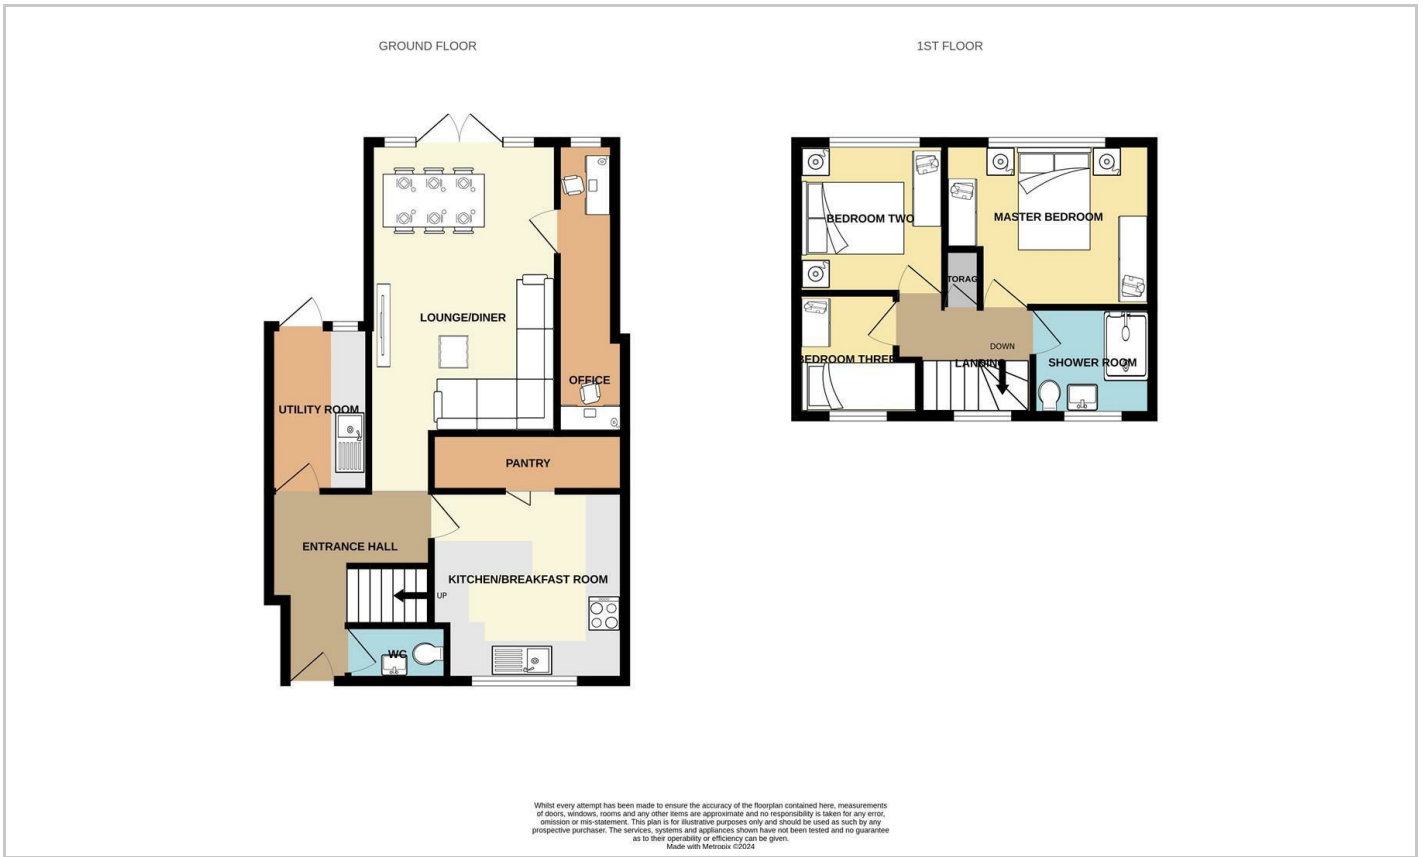 GROUND FLOOR
1ST FLOOR
LOUNGE/DINER
OFFICE
UTILITY ROOM
PANTRY
ENTRANCE HALL
KITCHEN/BREAKFAST ROOM
UP
WC
BEDROOM TWO
MASTER BEDROOM
TORAG
BEDROOM THREE
DOWN
LANDING
SHOWER ROOM
Whilst every attempt has been made to ensure the accuracy of the floorplan contained here, measurements
of doors, windows, rooms and any other items are approximate and no responsibility is taken for any error,
omission or mis-statement. This plan is for illustrative purposes only and should be used as such by any
prospective purchaser. The services, systems and appliances shown have not been tested and no guarantee
as to their operability or efficiency can be given.
Made with Metropix ©2024